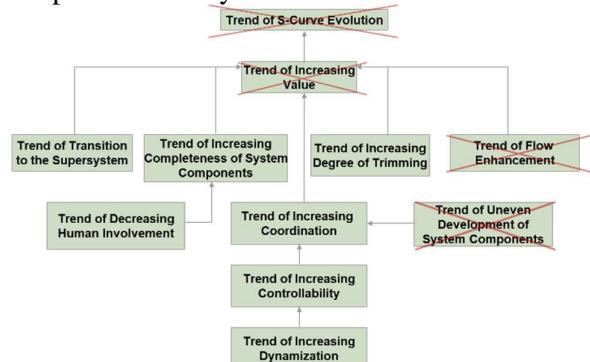 Trend of S-Curve Evolution
Trend of Increasing
Value
Trend of Transition
to the Supersystem
Trend of Increasing
Completeness of System
Components
Trend of Increasing
Degree of Trimming
Trend of Flow
Enhancement
Trend of Decreasing
Human Involvement
Trend of Increasing
Coordination
Trend of Uneven
Development of
System Components
Trend of Increasing
Controllability
Trend of Increasing
Dynamization